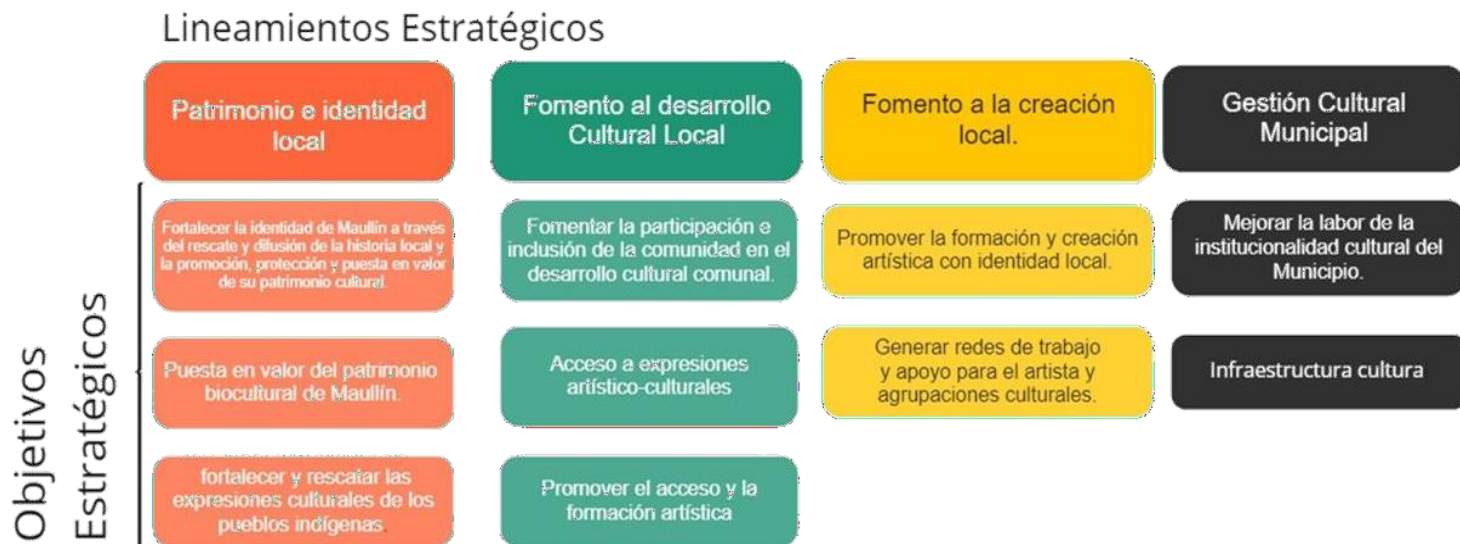 Lineamientos Estratégicos
Patrimonio e identidad
local
Fomento al desarrollo
Cultural Local
Fomento a la creación
local.
Gestión Cultural
Municipal
Objetivos
Estratégicos
Fortalecer la identidad de Maullín a través
del rescate y difusión de la historia local y
la promoción, protección y puesta en valor
de su patrimonio cultural.
Fomentar la participación e
inclusión de la comunidad en el
desarrollo cultural comunal.
Promover la formación y creación
artística con identidad local.
Mejorar la labor de la
institucionalidad cultural del
Municipio.
Puesta en valor del patrimonio
biocultural de Maullín.
Acceso a expresiones
artístico-culturales
Generar redes de trabajo
y apoyo para el artista y
agrupaciones culturales.
Infraestructura cultura
fortalecer y rescatar las
expresiones culturales de los
pueblos indígenas.
Promover el acceso y la
formación artística